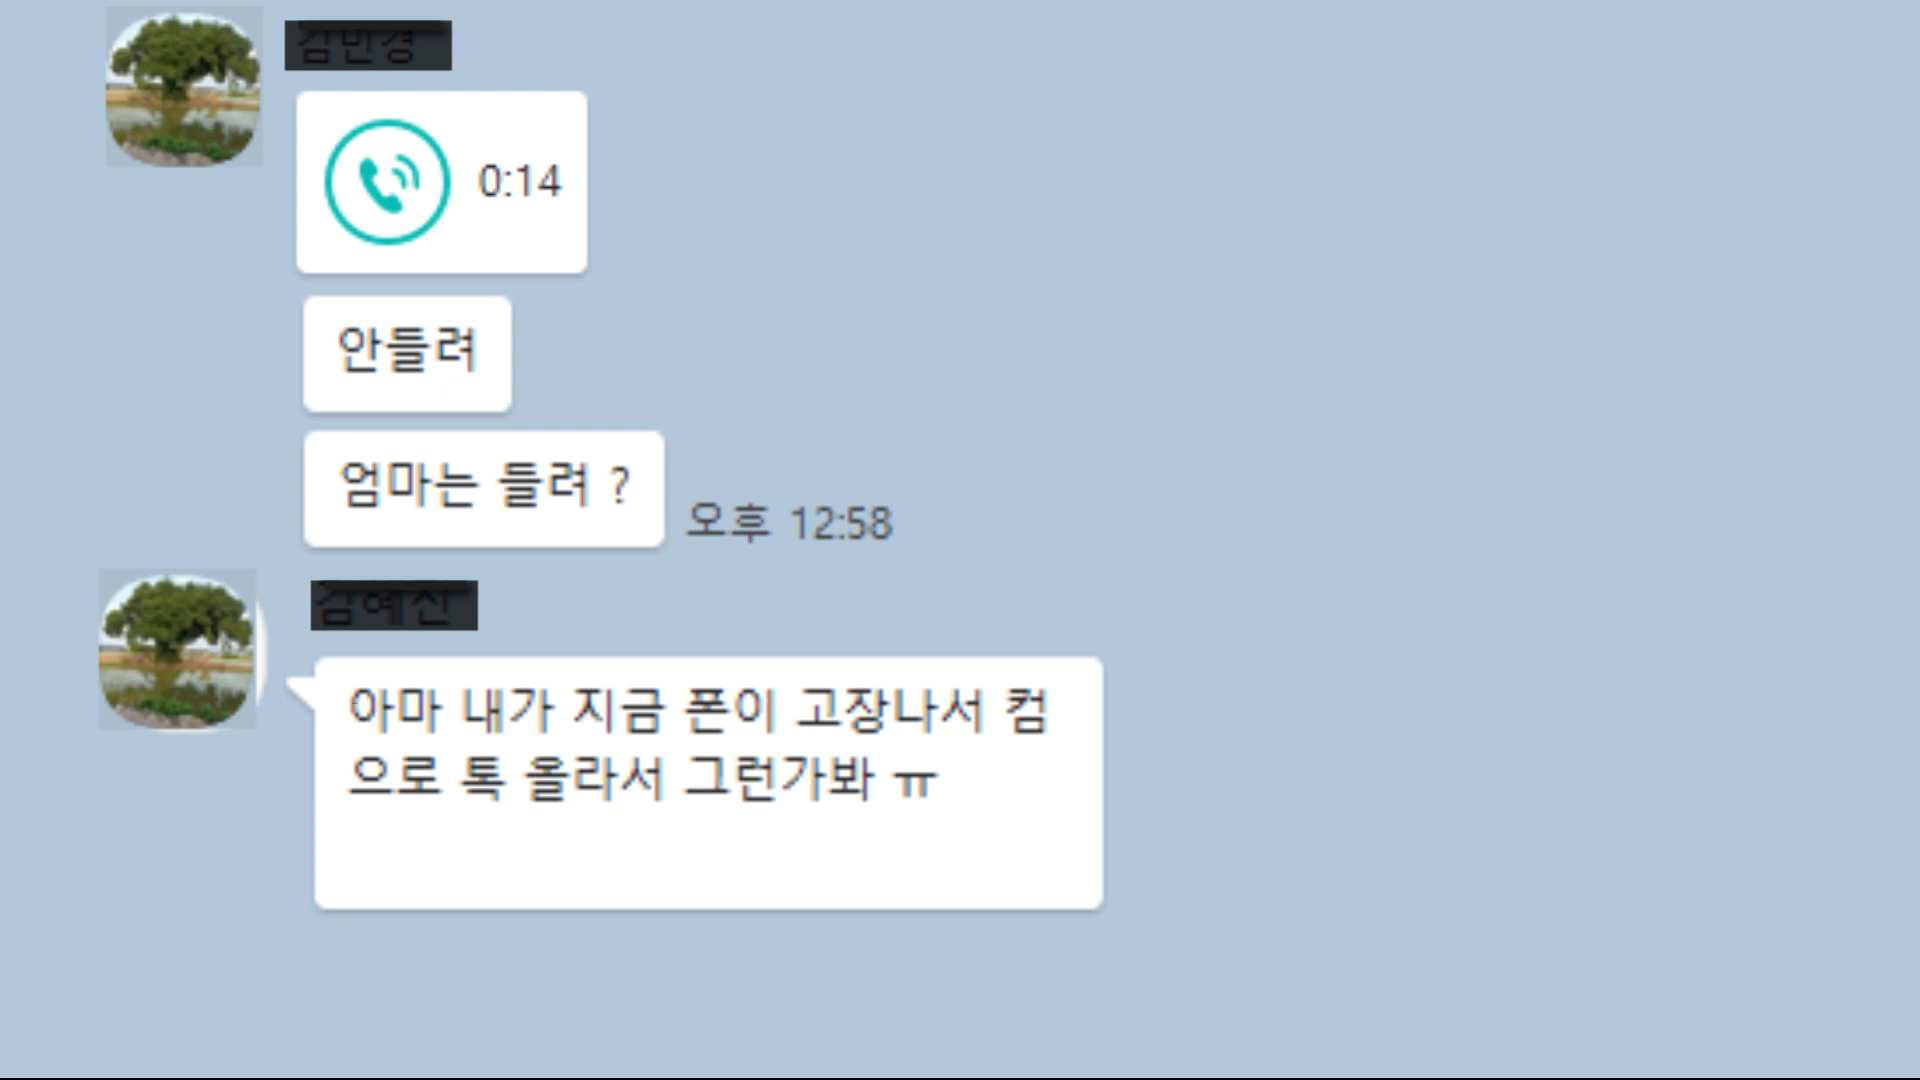 0:14
안들려
엄마는 들려 ?
오후 12:58
아마 내가 지금 폰이 고장나서 컴
으로 톡 올라서 그런가봐 ㅠ